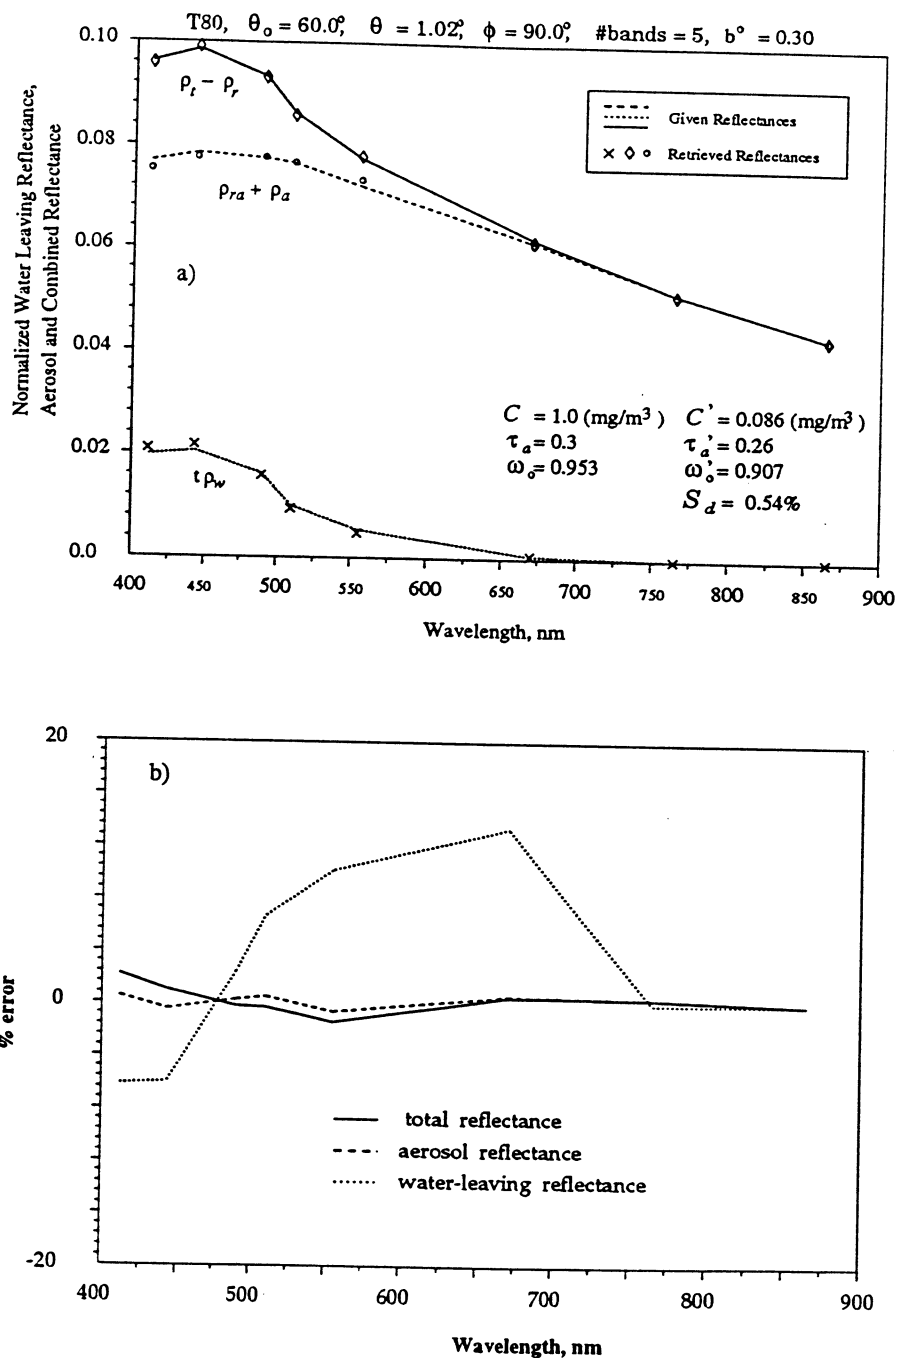 T80, θo = 60.0°, θ = 1.02°, ϕ = 90.0°, #bands = 5, b° = 0.30
Normalized Water Leaving Reflectance,
Aerosol and Combined Reflectance
0.10
0.08
0.06
0.04
0.02
0.0
ρt − ρr
ρra + ρa
a)
tρw
Given Reflectances
× ◊ ∘ Retrieved Reflectances
C = 1.0 (mg/m³) C' = 0.086 (mg/m³)
τa = 0.3 τa' = 0.26
ωo = 0.953 ωo' = 0.907
Sd = 0.54%
400 450 500 550 600 650 700 750 800 850 900
Wavelength, nm
20
b)
% error
0
total reflectance
aerosol reflectance
water-leaving reflectance
-20
400 500 600 700 800 900
Wavelength, nm